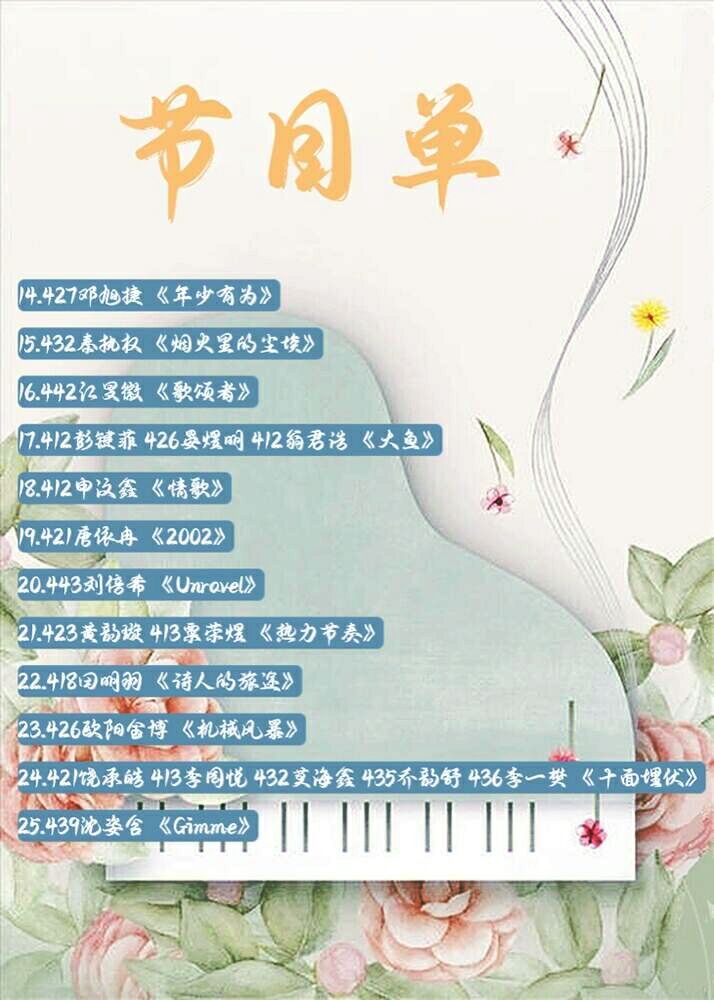 节目单
14.427邓旭捷 《年少有为》
15.432秦执权 《烟火里的尘埃》
16.442江旻徽 《歌颂者》
17.412彭键菲 426晏煜明 412翁君浩 《大鱼》
18.412申汶鑫 《情歌》
19.421唐依冉 《2002》
20.443刘倍希 《Unravel》
21.423黄韵璇 413覃荣煜 《热力节奏》
22.418田明羽 《诗人的旅途》
23.426欧阳舍博 《机械风暴》
24.421饶承皓 413李同悦 432莫海鑫 435乔韵舒 436李一樊 《十面埋伏》
25.439沈姿含 《Gimme》